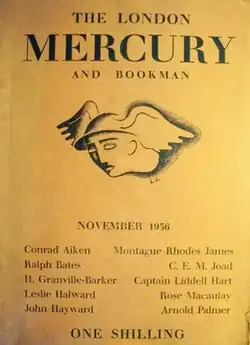 THE LONDON
MERCURY
AND BOOKMAN
NOVEMBER 1936
Conrad Aiken Montague Rhodes James
Ralph Bates C. E. M. Joad
H. Granville-Barker Captain Liddell Hart
Leslie Halward Rose Macaulay
John Hayward Arnold Palmer
ONE SHILLING